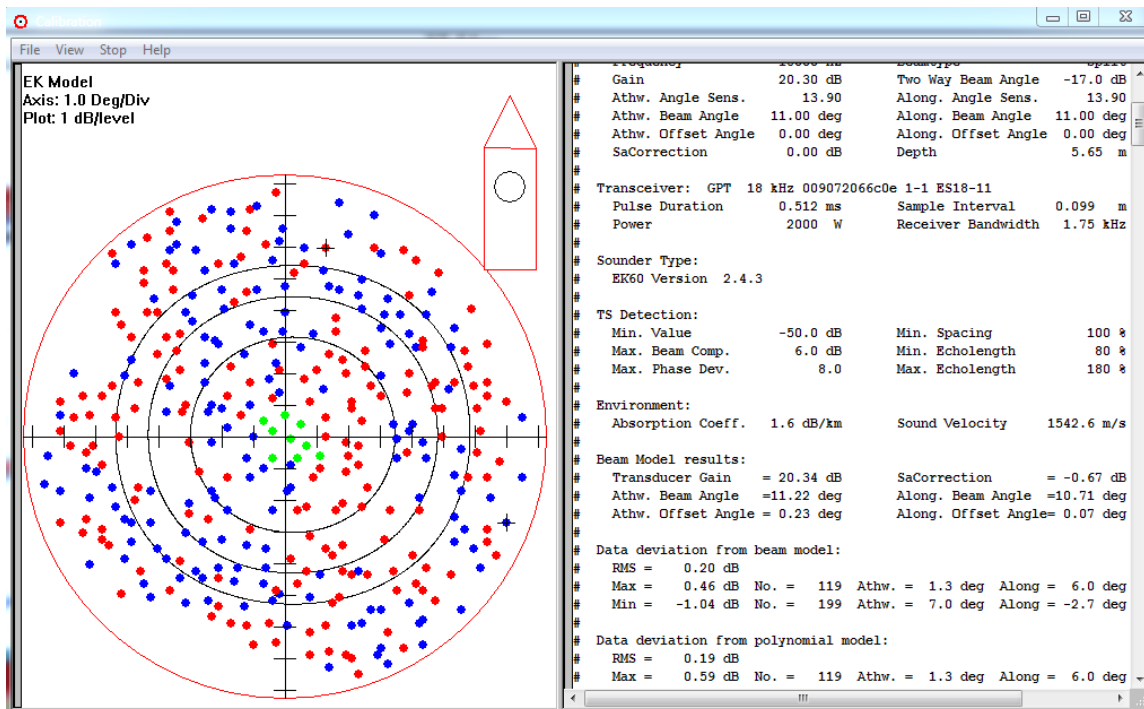 Calibration
File View Stop Help
EK Model
Axis: 1.0 Deg/Div
Plot: 1 dB/level
# Gain 20.30 dB Two Way Beam Angle -17.0 dB
# Athw. Angle Sens. 13.90 Along. Angle Sens. 13.90
# Athw. Beam Angle 11.00 deg Along. Beam Angle 11.00 deg
# Athw. Offset Angle 0.00 deg Along. Offset Angle 0.00 deg
# SaCorrection 0.00 dB Depth 5.65 m
#
# Transceiver: GPT 18 kHz 009072066c0e 1-1 ES18-11
# Pulse Duration 0.512 ms Sample Interval 0.099 m
# Power 2000 W Receiver Bandwidth 1.75 kHz
#
# Sounder Type:
# EK60 Version 2.4.3
#
# TS Detection:
# Min. Value -50.0 dB Min. Spacing 100 %
# Max. Beam Comp. 6.0 dB Min. Echolength 80 %
# Max. Phase Dev. 8.0 Max. Echolength 180 %
#
# Environment:
# Absorption Coeff. 1.6 dB/km Sound Velocity 1542.6 m/s
#
# Beam Model results:
# Transducer Gain = 20.34 dB SaCorrection = -0.67 dB
# Athw. Beam Angle =11.22 deg Along. Beam Angle =10.71 deg
# Athw. Offset Angle = 0.23 deg Along. Offset Angle= 0.07 deg
#
# Data deviation from beam model:
# RMS = 0.20 dB
# Max = 0.46 dB No. = 119 Athw. = 1.3 deg Along = 6.0 deg
# Min = -1.04 dB No. = 199 Athw. = 7.0 deg Along = -2.7 deg
#
# Data deviation from polynomial model:
# RMS = 0.19 dB
# Max = 0.59 dB No. = 119 Athw. = 1.3 deg Along = 6.0 deg